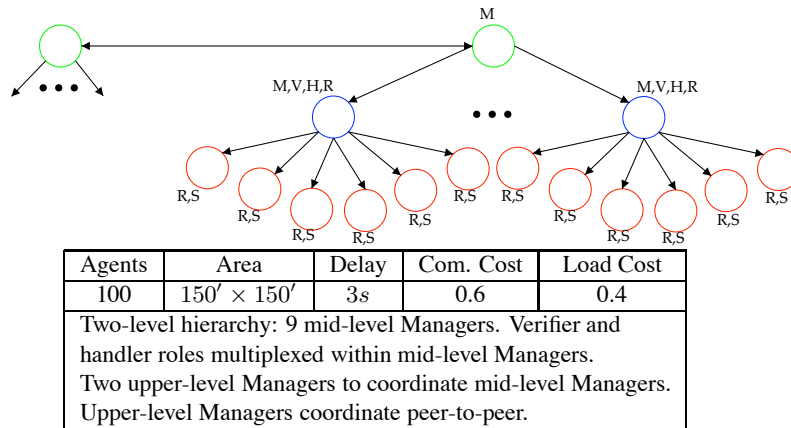 M
M,V,H,R
M,V,H,R
R,S
R,S
R,S
R,S
R,S
R,S
R,S
R,S
R,S
R,S
R,S
R,S
Agents Area Delay Com. Cost Load Cost
100 150′ × 150′ 3s 0.6 0.4
Two-level hierarchy: 9 mid-level Managers. Verifier and
handler roles multiplexed within mid-level Managers.
Two upper-level Managers to coordinate mid-level Managers.
Upper-level Managers coordinate peer-to-peer.